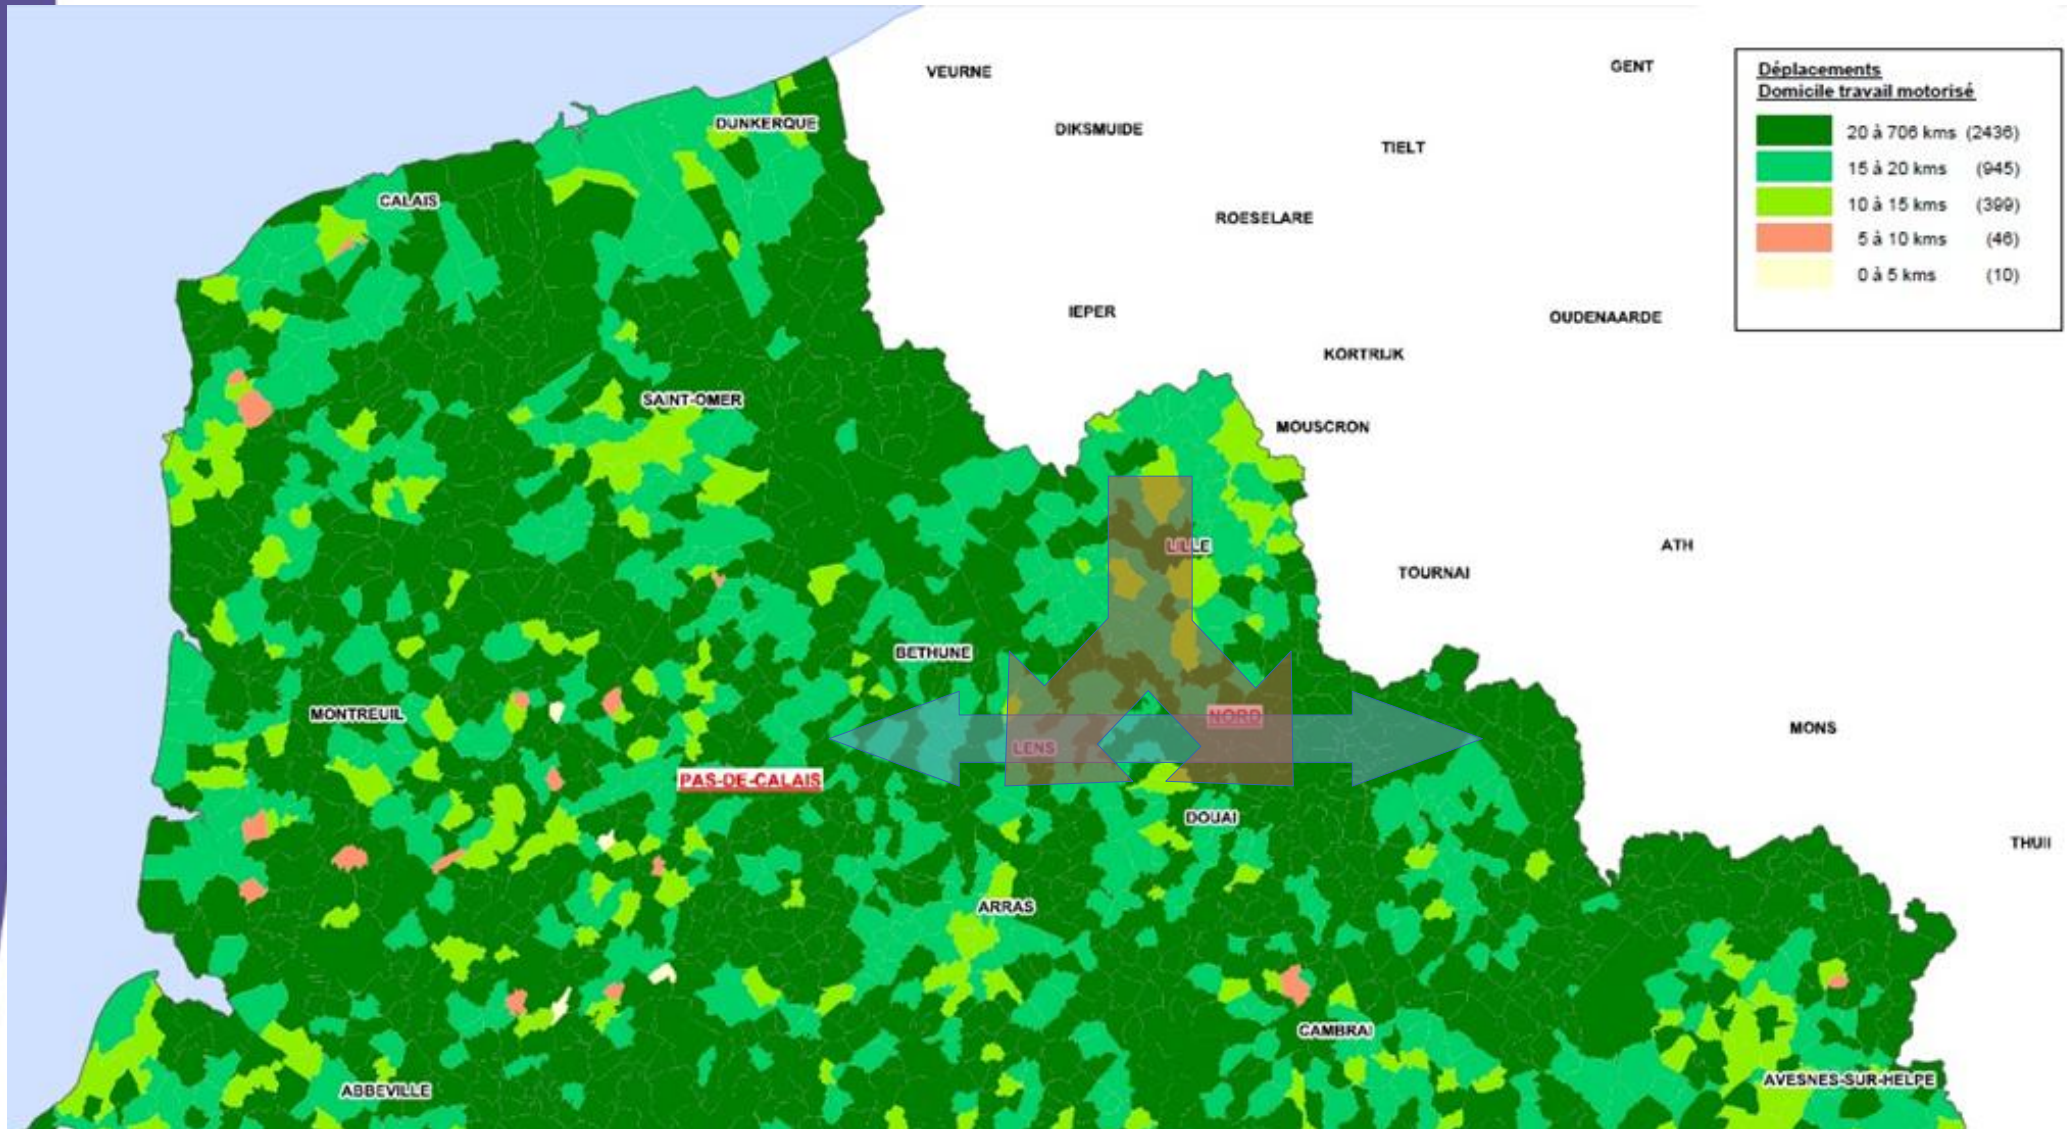 VEURNE
GENT
DIKSMUIDE
TIELT
DUNKERQUE
CALAIS
ROESELARE
IEPER
OUDENAARDE
KORTRIJK
SAINT-OMER
MOUSCRON
LILLE
ATH
TOURNAI
BETHUNE
MONTREUIL
NORD
MONS
LENS
PAS-DE-CALAIS
DOUAI
THUII
ARRAS
CAMBRAI
AVESNES-SUR-HELPE
ABBEVILLE
Déplacements
Domicile travail motorisé
20 à 706 kms (2436)
15 à 20 kms (945)
10 à 15 kms (399)
5 à 10 kms (46)
0 à 5 kms (10)